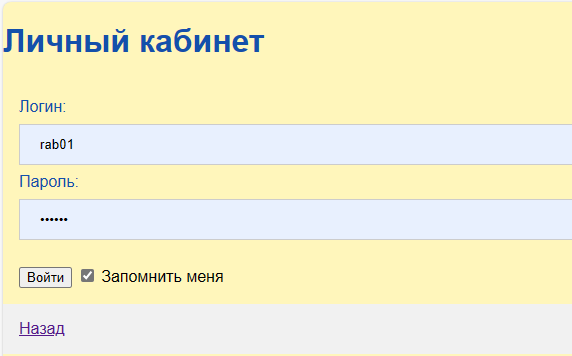 Личный кабинет
Логин:
rab01
Пароль:
••••••
Войти Запомнить меня
Назад